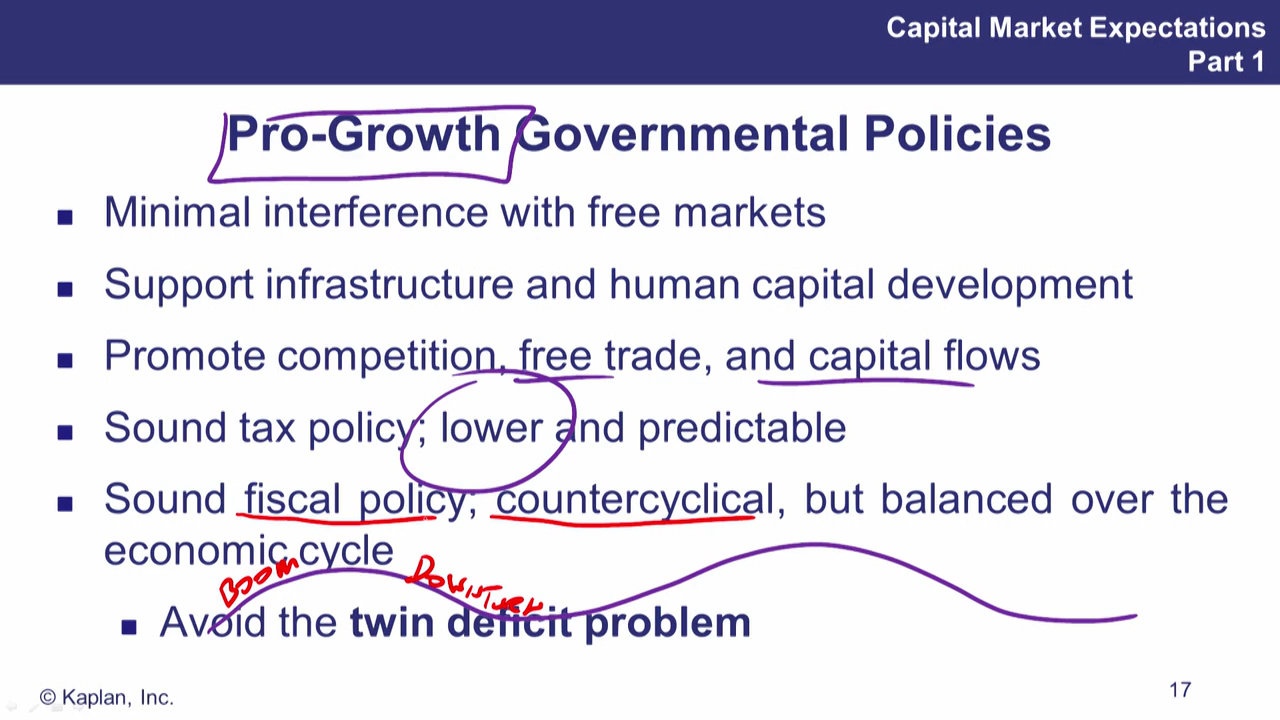 Capital Market Expectations
Part 1
Pro-Growth Governmental Policies
Minimal interference with free markets
Support infrastructure and human capital development
Promote competition, free trade, and capital flows
Sound tax policy; lower and predictable
Sound fiscal policy; countercyclical, but balanced over the
economic cycle
BOOM
DOWNTURN
Avoid the twin deficit problem
© Kaplan, Inc.
17